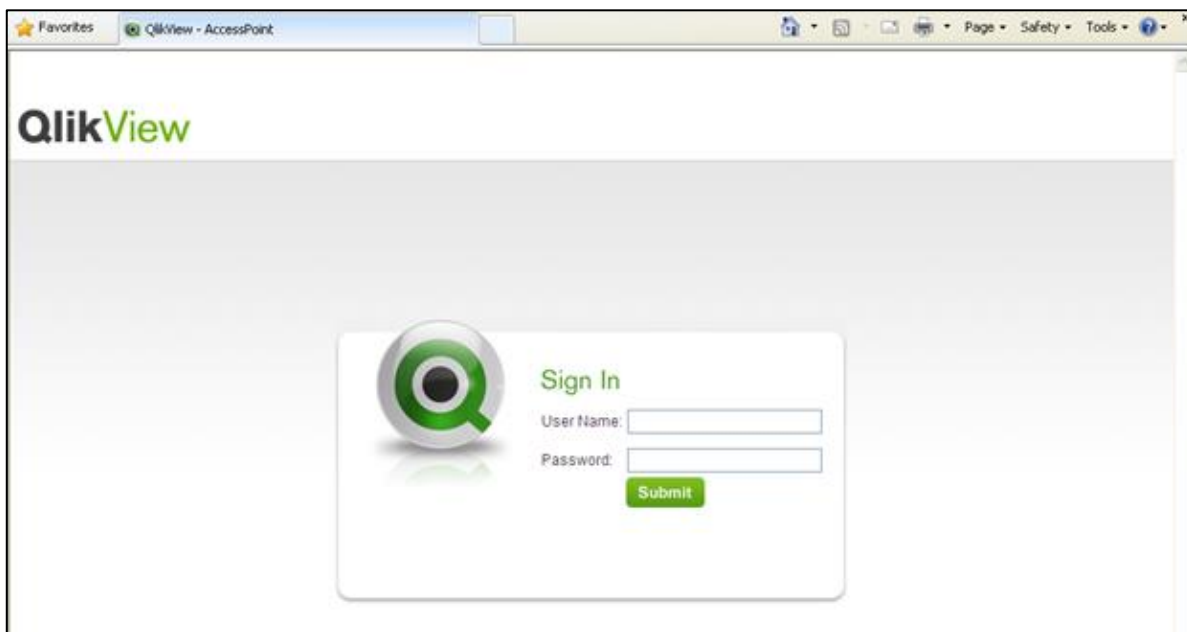 Favorites QlikView - AccessPoint Page Safety Tools
QlikView
Sign In
User Name:
Password:
Submit